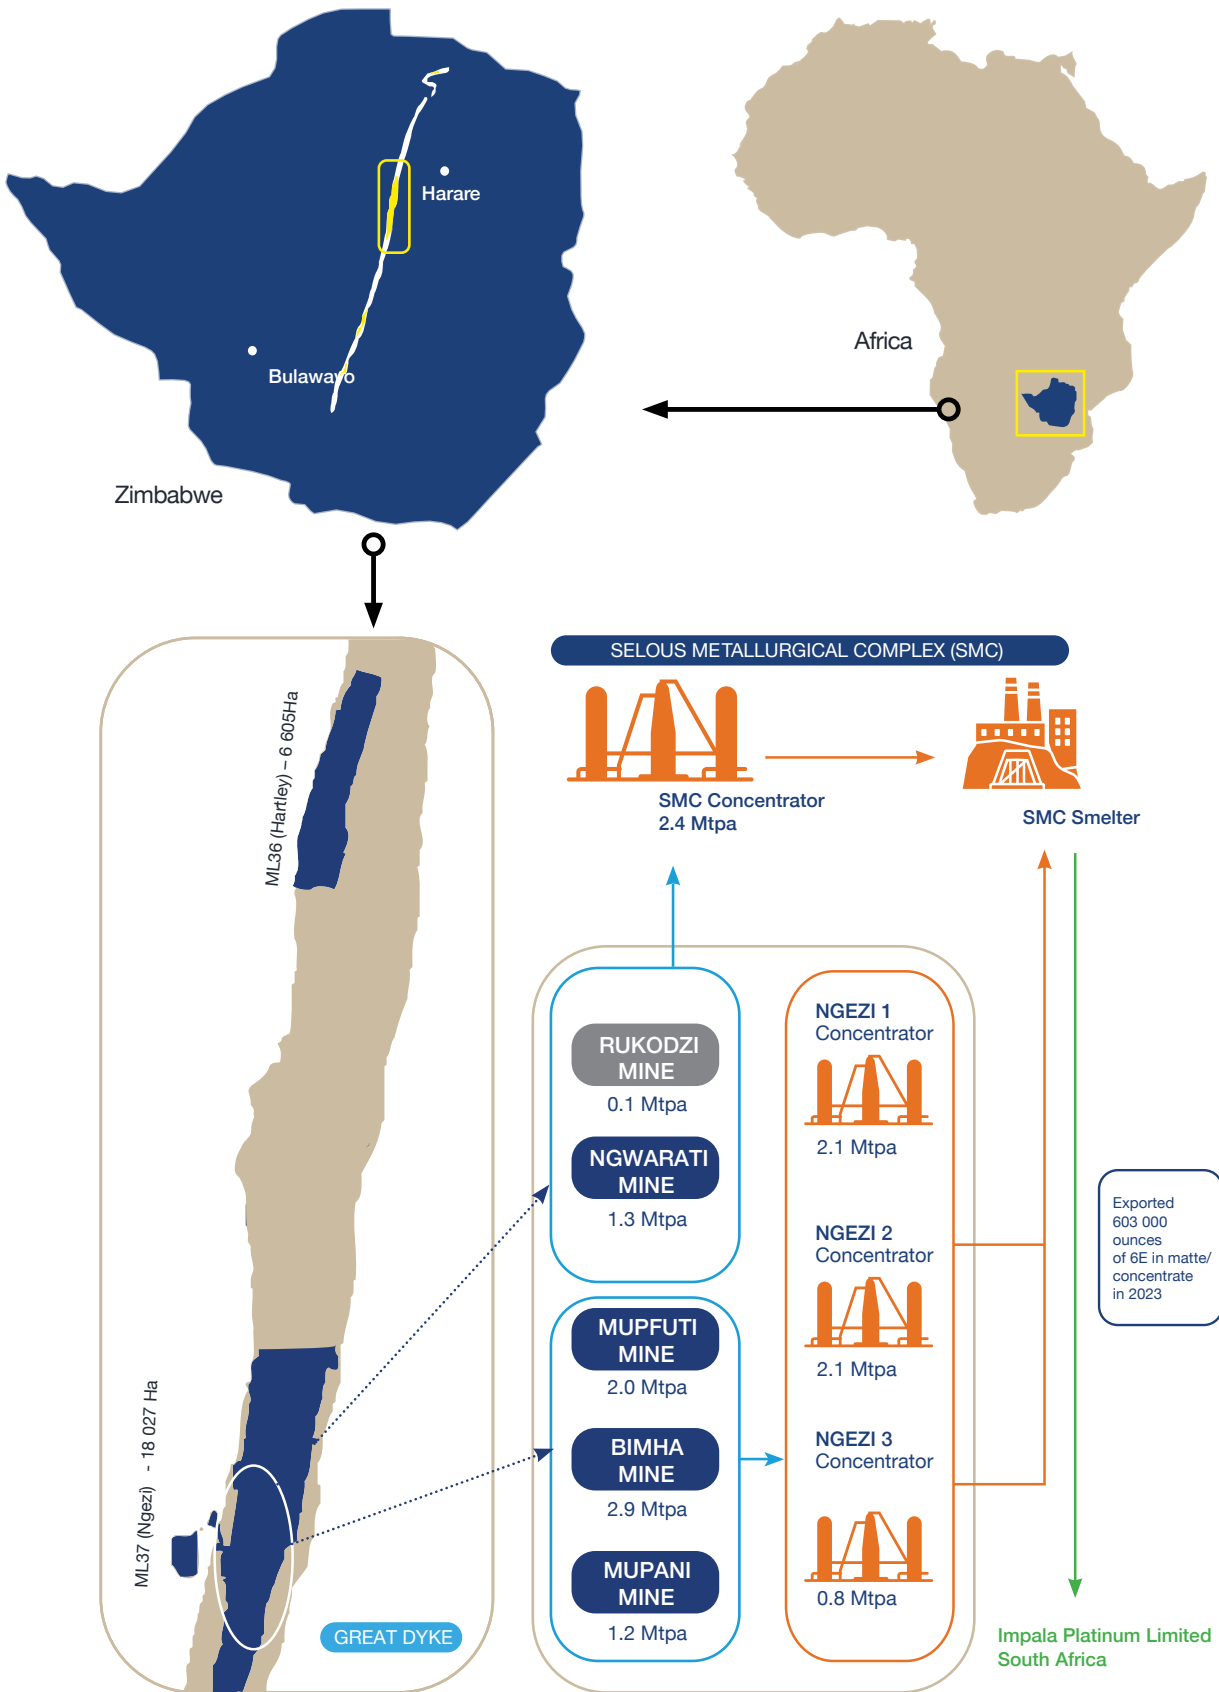 Harare
Bulawayo
Zimbabwe
Africa
SELOUS METALLURGICAL COMPLEX (SMC)
SMC Concentrator
2.4 Mtpa
SMC Smelter
ML36 (Hartley) – 6 605Ha
ML37 (Ngezi) - 18 027 Ha
GREAT DYKE
RUKODZI
MINE
0.1 Mtpa
NGWARATI
MINE
1.3 Mtpa
MUPFUTI
MINE
2.0 Mtpa
BIMHA
MINE
2.9 Mtpa
MUPANI
MINE
1.2 Mtpa
NGEZI 1
Concentrator
2.1 Mtpa
NGEZI 2
Concentrator
2.1 Mtpa
NGEZI 3
Concentrator
0.8 Mtpa
Exported
603 000
ounces
of 6E in matte/
concentrate
in 2023
Impala Platinum Limited
South Africa